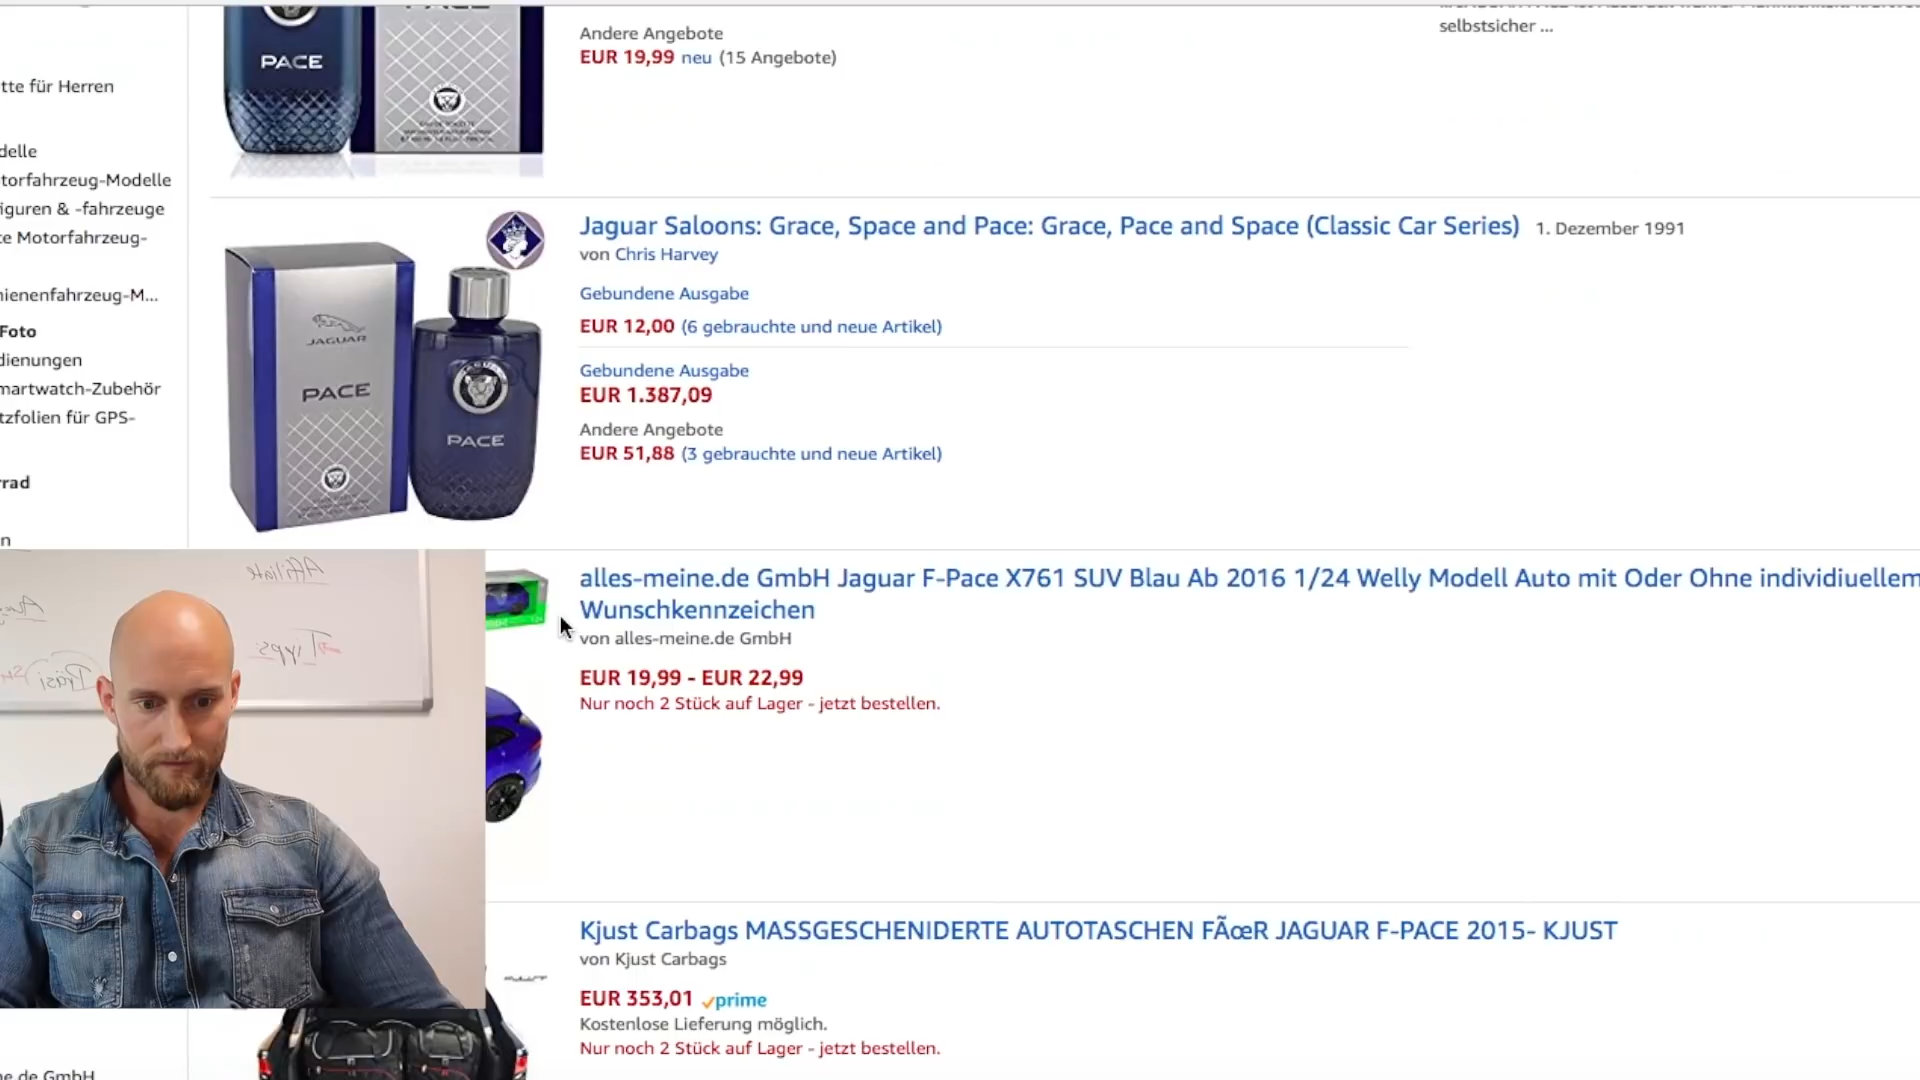 selbstsicher ...
Andere Angebote
EUR 19,99 neu (15 Angebote)
PACE
tte für Herren
delle
torfahrzeug-Modelle
iguren & -fahrzeuge
te Motorfahrzeug-
nienenfahrzeug-M...
Foto
dienungen
martwatch-Zubehör
tzfolien für GPS-
rrad
n
JAGUAR
PACE
PACE
Jaguar Saloons: Grace, Space and Pace: Grace, Pace and Space (Classic Car Series) 1. Dezember 1991
von Chris Harvey
Gebundene Ausgabe
EUR 12,00 (6 gebrauchte und neue Artikel)
Gebundene Ausgabe
EUR 1.387,09
Andere Angebote
EUR 51,88 (3 gebrauchte und neue Artikel)
Affiliate
Typs
Präsi
alles-meine.de GmbH Jaguar F-Pace X761 SUV Blau Ab 2016 1/24 Welly Modell Auto mit Oder Ohne individiuellem
Wunschkennzeichen
von alles-meine.de GmbH
EUR 19,99 - EUR 22,99
Nur noch 2 Stück auf Lager - jetzt bestellen.
Kjust Carbags MASSGESCHENIDERTE AUTOTASCHEN FÃœR JAGUAR F-PACE 2015- KJUST
von Kjust Carbags
EUR 353,01 prime
Kostenlose Lieferung möglich.
Nur noch 2 Stück auf Lager - jetzt bestellen.
ne.de GmbH